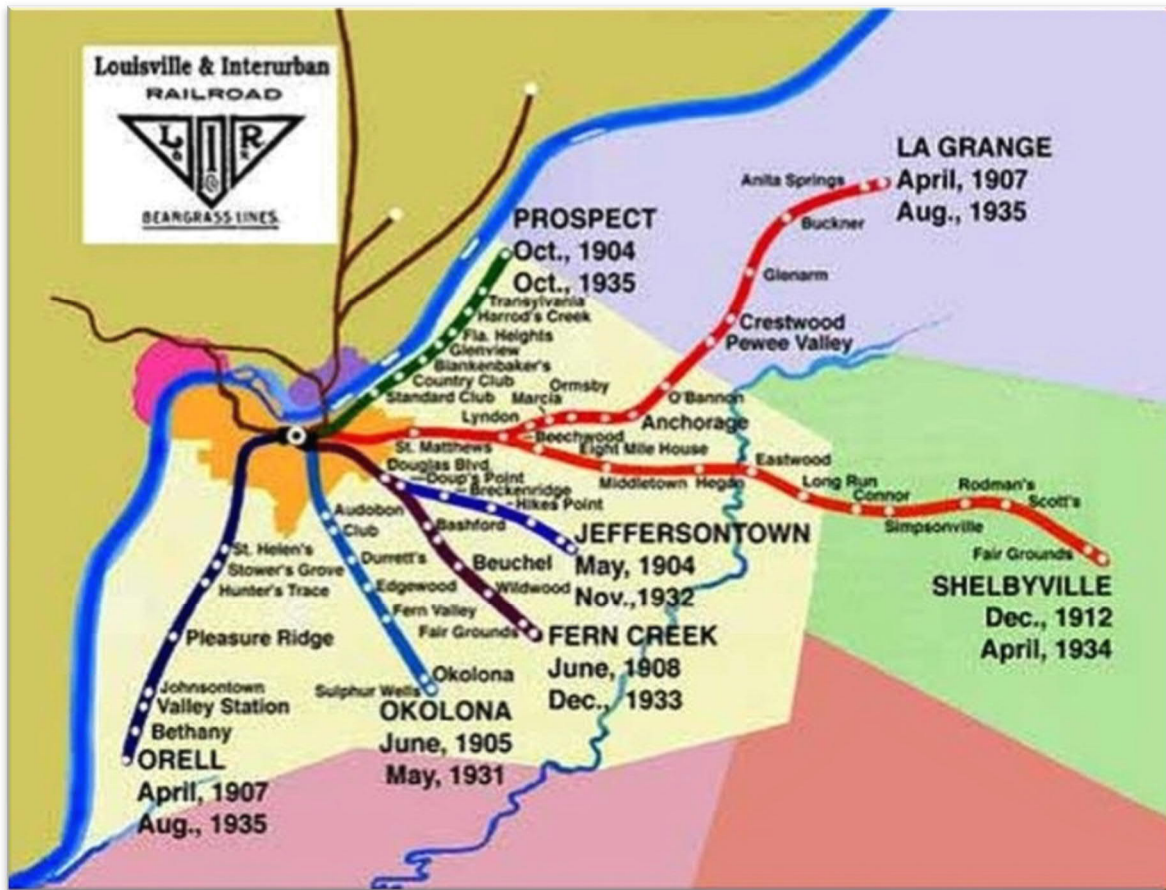 Louisville & Interurban
RAILROAD
L & I R R
BEARGRASS LINES.
LA GRANGE
April, 1907
Aug., 1935
Anita Springs
Buckner
Glenarm
Crestwood
Pewee Valley
O'Bannon
Anchorage
Ormsby
Marcia
Lyndon
Beechwood
St. Matthews
PROSPECT
Oct., 1904
Oct., 1935
Transylvania
Harrod's Creek
Fla. Heights
Glenview
Blankenbaker's
Country Club
Standard Club
Eight Mile House
Middletown
Hegan
Eastwood
Long Run
Connor
Simpsonville
Rodman's
Scott's
Fair Grounds
SHELBYVILLE
Dec., 1912
April, 1934
Douglas Blvd
Doup's Point
Breckenridge
Hikes Point
JEFFERSONTOWN
May, 1904
Nov.,1932
Bashford
Beuchel
Wildwood
Fair Grounds
FERN CREEK
June, 1908
Dec., 1933
Audobon
Club
Durrett's
Edgewood
Fern Valley
Okolona
Sulphur Wells
OKOLONA
June, 1905
May, 1931
St. Helen's
Stower's Grove
Hunter's Trace
Pleasure Ridge
Johnsontown
Valley Station
Bethany
ORELL
April, 1907
Aug., 1935